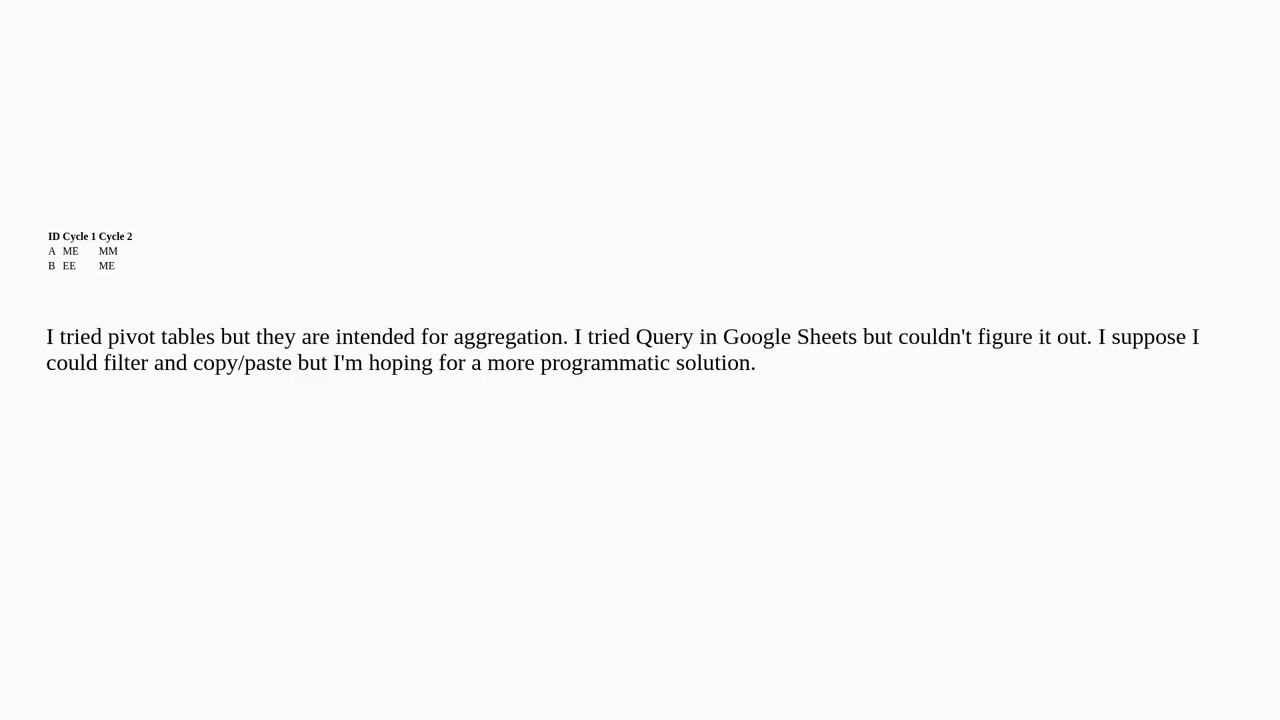 ID Cycle 1 Cycle 2
A ME MM
B EE ME
I tried pivot tables but they are intended for aggregation. I tried Query in Google Sheets but couldn't figure it out. I suppose I
could filter and copy/paste but I'm hoping for a more programmatic solution.